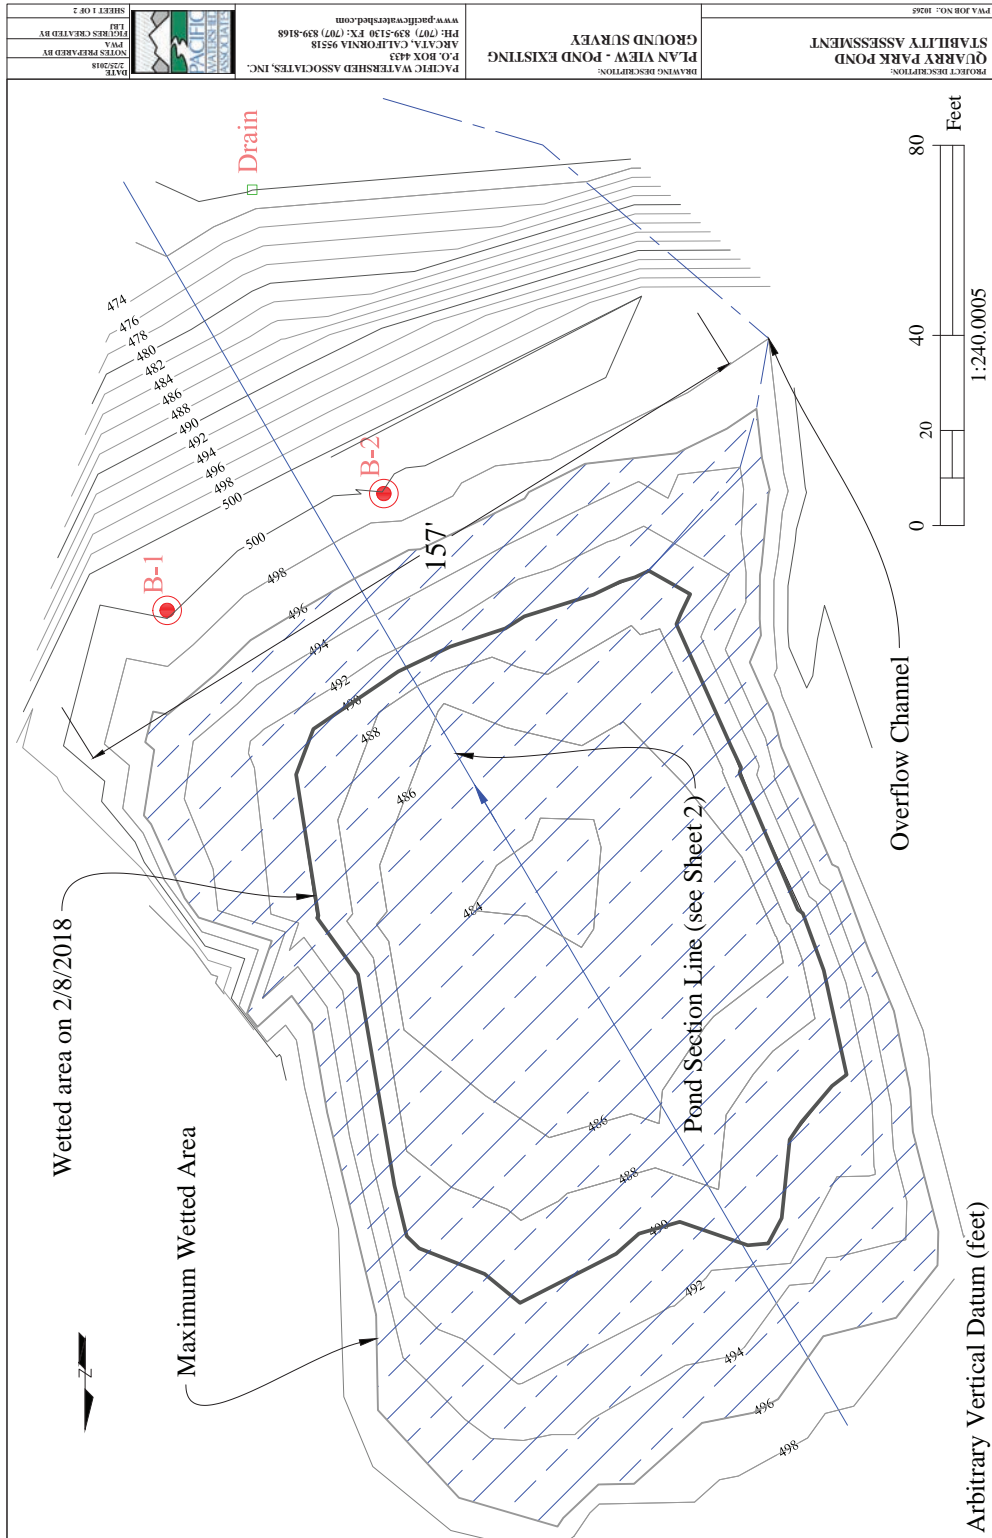 PROJECT DESCRIPTION:
QUARRY PARK POND
STABILITY ASSESSMENT
PWA JOB NO.: 10265
DRAWING DESCRIPTION:
PLAN VIEW - POND EXISTING
GROUND SURVEY
PACIFIC WATERSHED ASSOCIATES, INC.
P.O. BOX 4433
ARCATA, CALIFORNIA 95518
PH: (707) 839-5130 FX: (707) 839-8168
www.pacificwatershed.com
PACIFIC
WATERSHED
ASSOCIATES
DATE
2/25/2018
NOTES PREPARED BY
PWA
FIGURES CREATED BY
LBJ
SHEET 1 OF 2
Wetted area on 2/8/2018
Maximum Wetted Area
N
B-1
B-2
Drain
157'
Pond Section Line (see Sheet 2)
Overflow Channel
Arbitrary Vertical Datum (feet)
0
20
40
80
Feet
1:240.0005
474
476
478
480
482
484
486
488
490
492
494
496
498
500
500
498
496
494
492
490
488
486
484
486
488
490
492
494
496
498